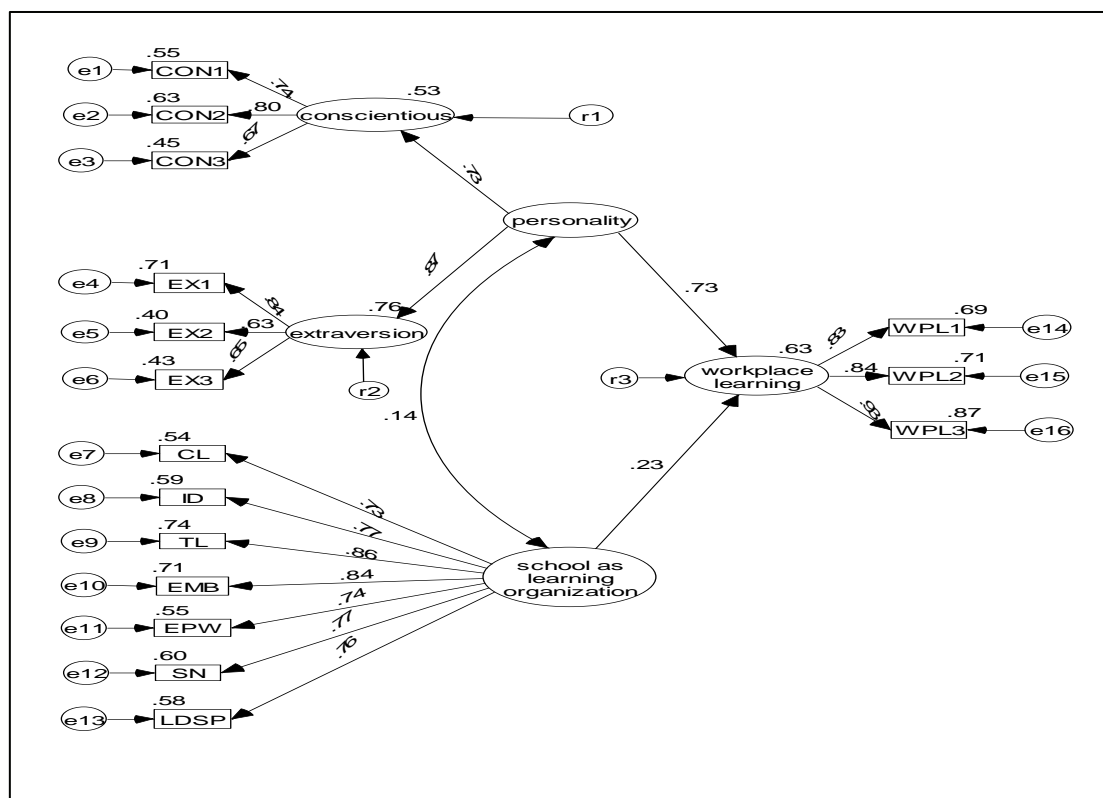 .55
e1 CON1
.74
.63
e2 CON2 .80
.67
.45
e3 CON3
.53
conscientious
r1
.73
personality
.87
.73
.71
e4 EX1
.84
.40
e5 EX2 .63
.65
.43
e6 EX3
.76
extraversion
r2
.14
.63
workplace
learning
r3
.83
.69
WPL1 e14
.84
.71
WPL2 e15
.93
.87
WPL3 e16
.23
.54
e7 CL
.73
.59
e8 ID
.77
.74
e9 TL
.86
.71
e10 EMB
.84
.55
e11 EPW
.74
.60
e12 SN
.77
.58
e13 LDSP
.76
school as
learning
organization